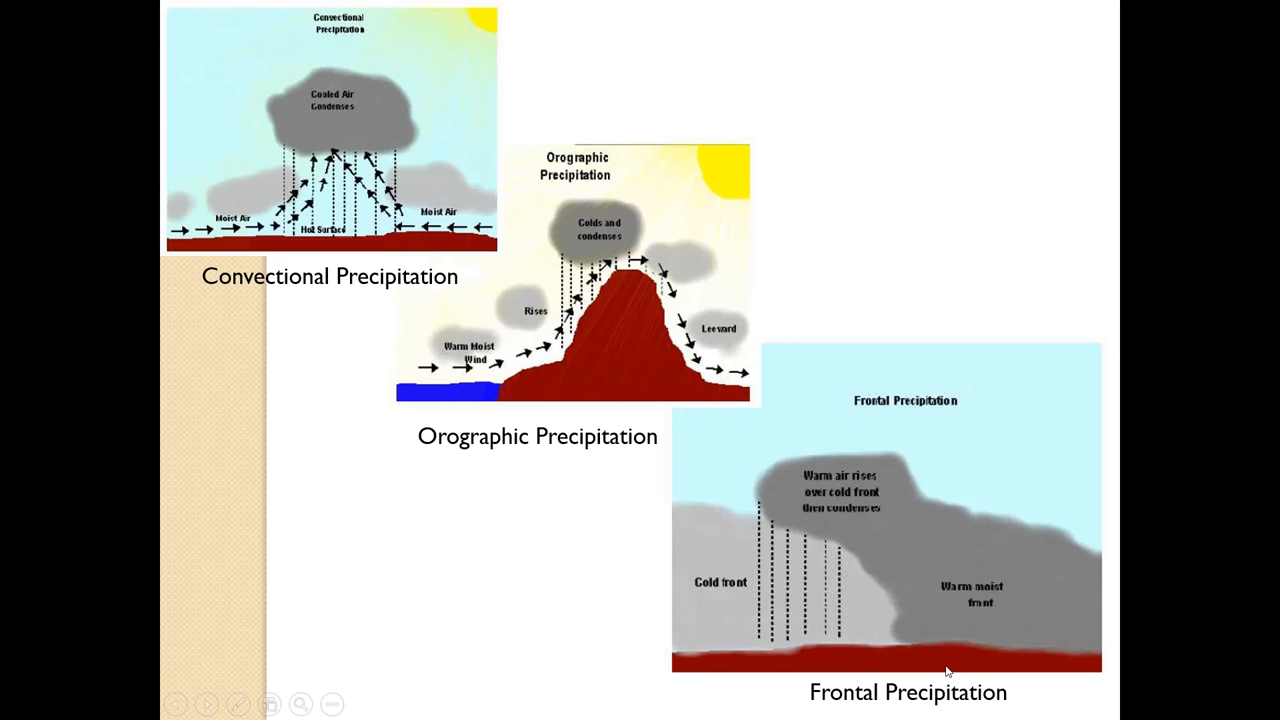 Convectional
Precipitation
Cooled Air
Condenses
Moist Air
Moist Air
Hot Surface
Convectional Precipitation
Orographic
Precipitation
Colds and
condenses
Rises
Leeward
Warm Moist
Wind
Orographic Precipitation
Frontal Precipitation
Warm air rises
over cold front
then condenses
Cold front
Warm moist
front
Frontal Precipitation